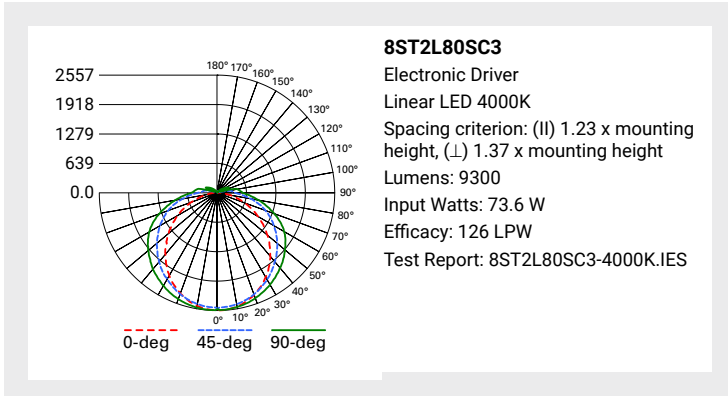 8ST2L80SC3
Electronic Driver
Linear LED 4000K
Spacing criterion: (II) 1.23 x mounting
height, (⊥) 1.37 x mounting height
Lumens: 9300
Input Watts: 73.6 W
Efficacy: 126 LPW
Test Report: 8ST2L80SC3-4000K.IES
2557
1918
1279
639
0.0
180°
170°
160°
150°
140°
130°
120°
110°
100°
90°
80°
70°
60°
50°
40°
30°
20°
10°
0°
0-deg
45-deg
90-deg